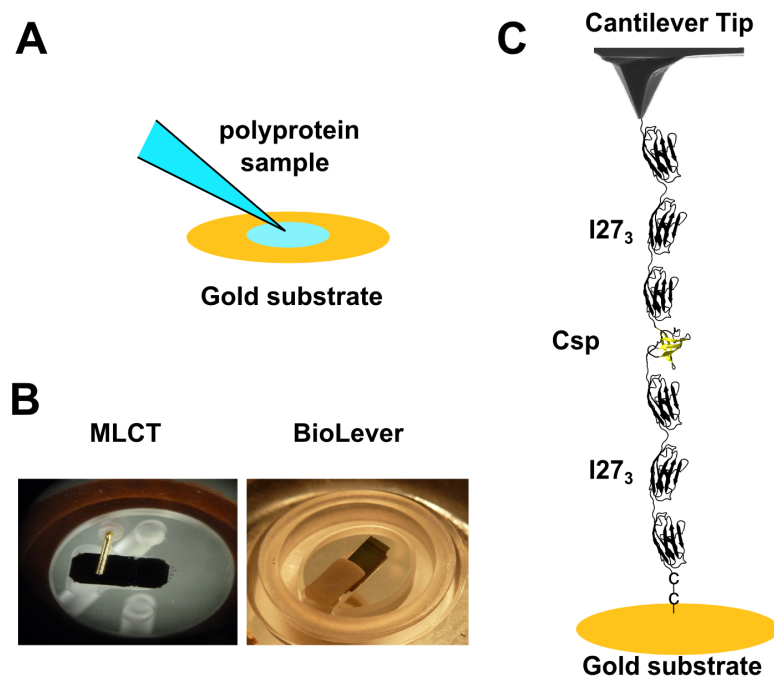 A
polyprotein
sample
Gold substrate
B
MLCT
BioLever
C
Cantilever Tip
I27₃
Csp
I27₃
C
C
Gold substrate